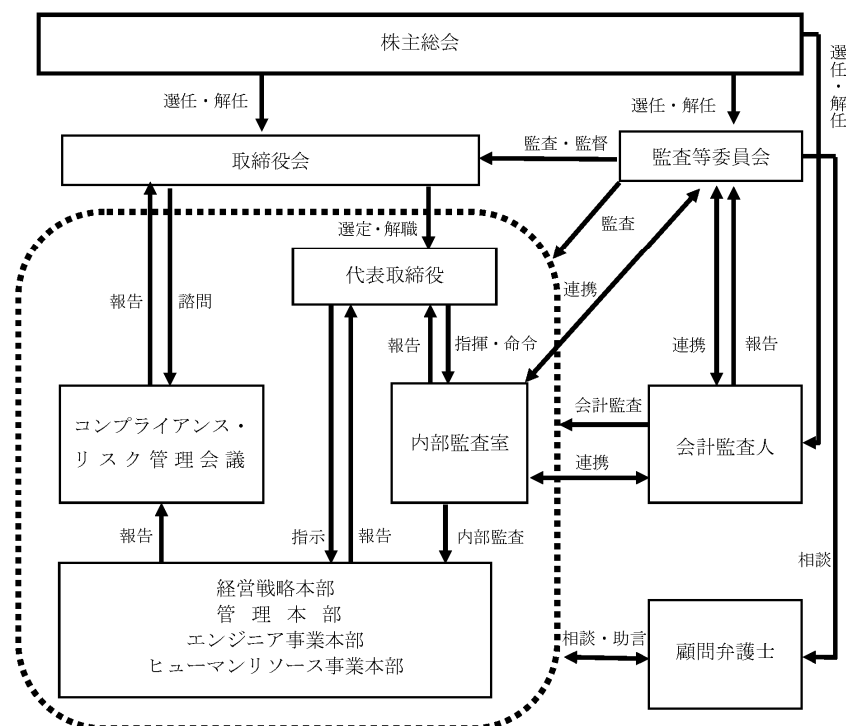 株主総会
選任・解任
選任・解任
選任・解任
取締役会
監査・監督
監査等委員会
選定・解職
監査
代表取締役
報告
諮問
連携
報告
指揮・命令
連携
報告
コンプライアンス・
リスク管理会議
内部監査室
会計監査
会計監査人
連携
報告
指示
報告
内部監査
相談
経営戦略本部
管理本部
エンジニア事業本部
ヒューマンリソース事業本部
相談・助言
顧問弁護士